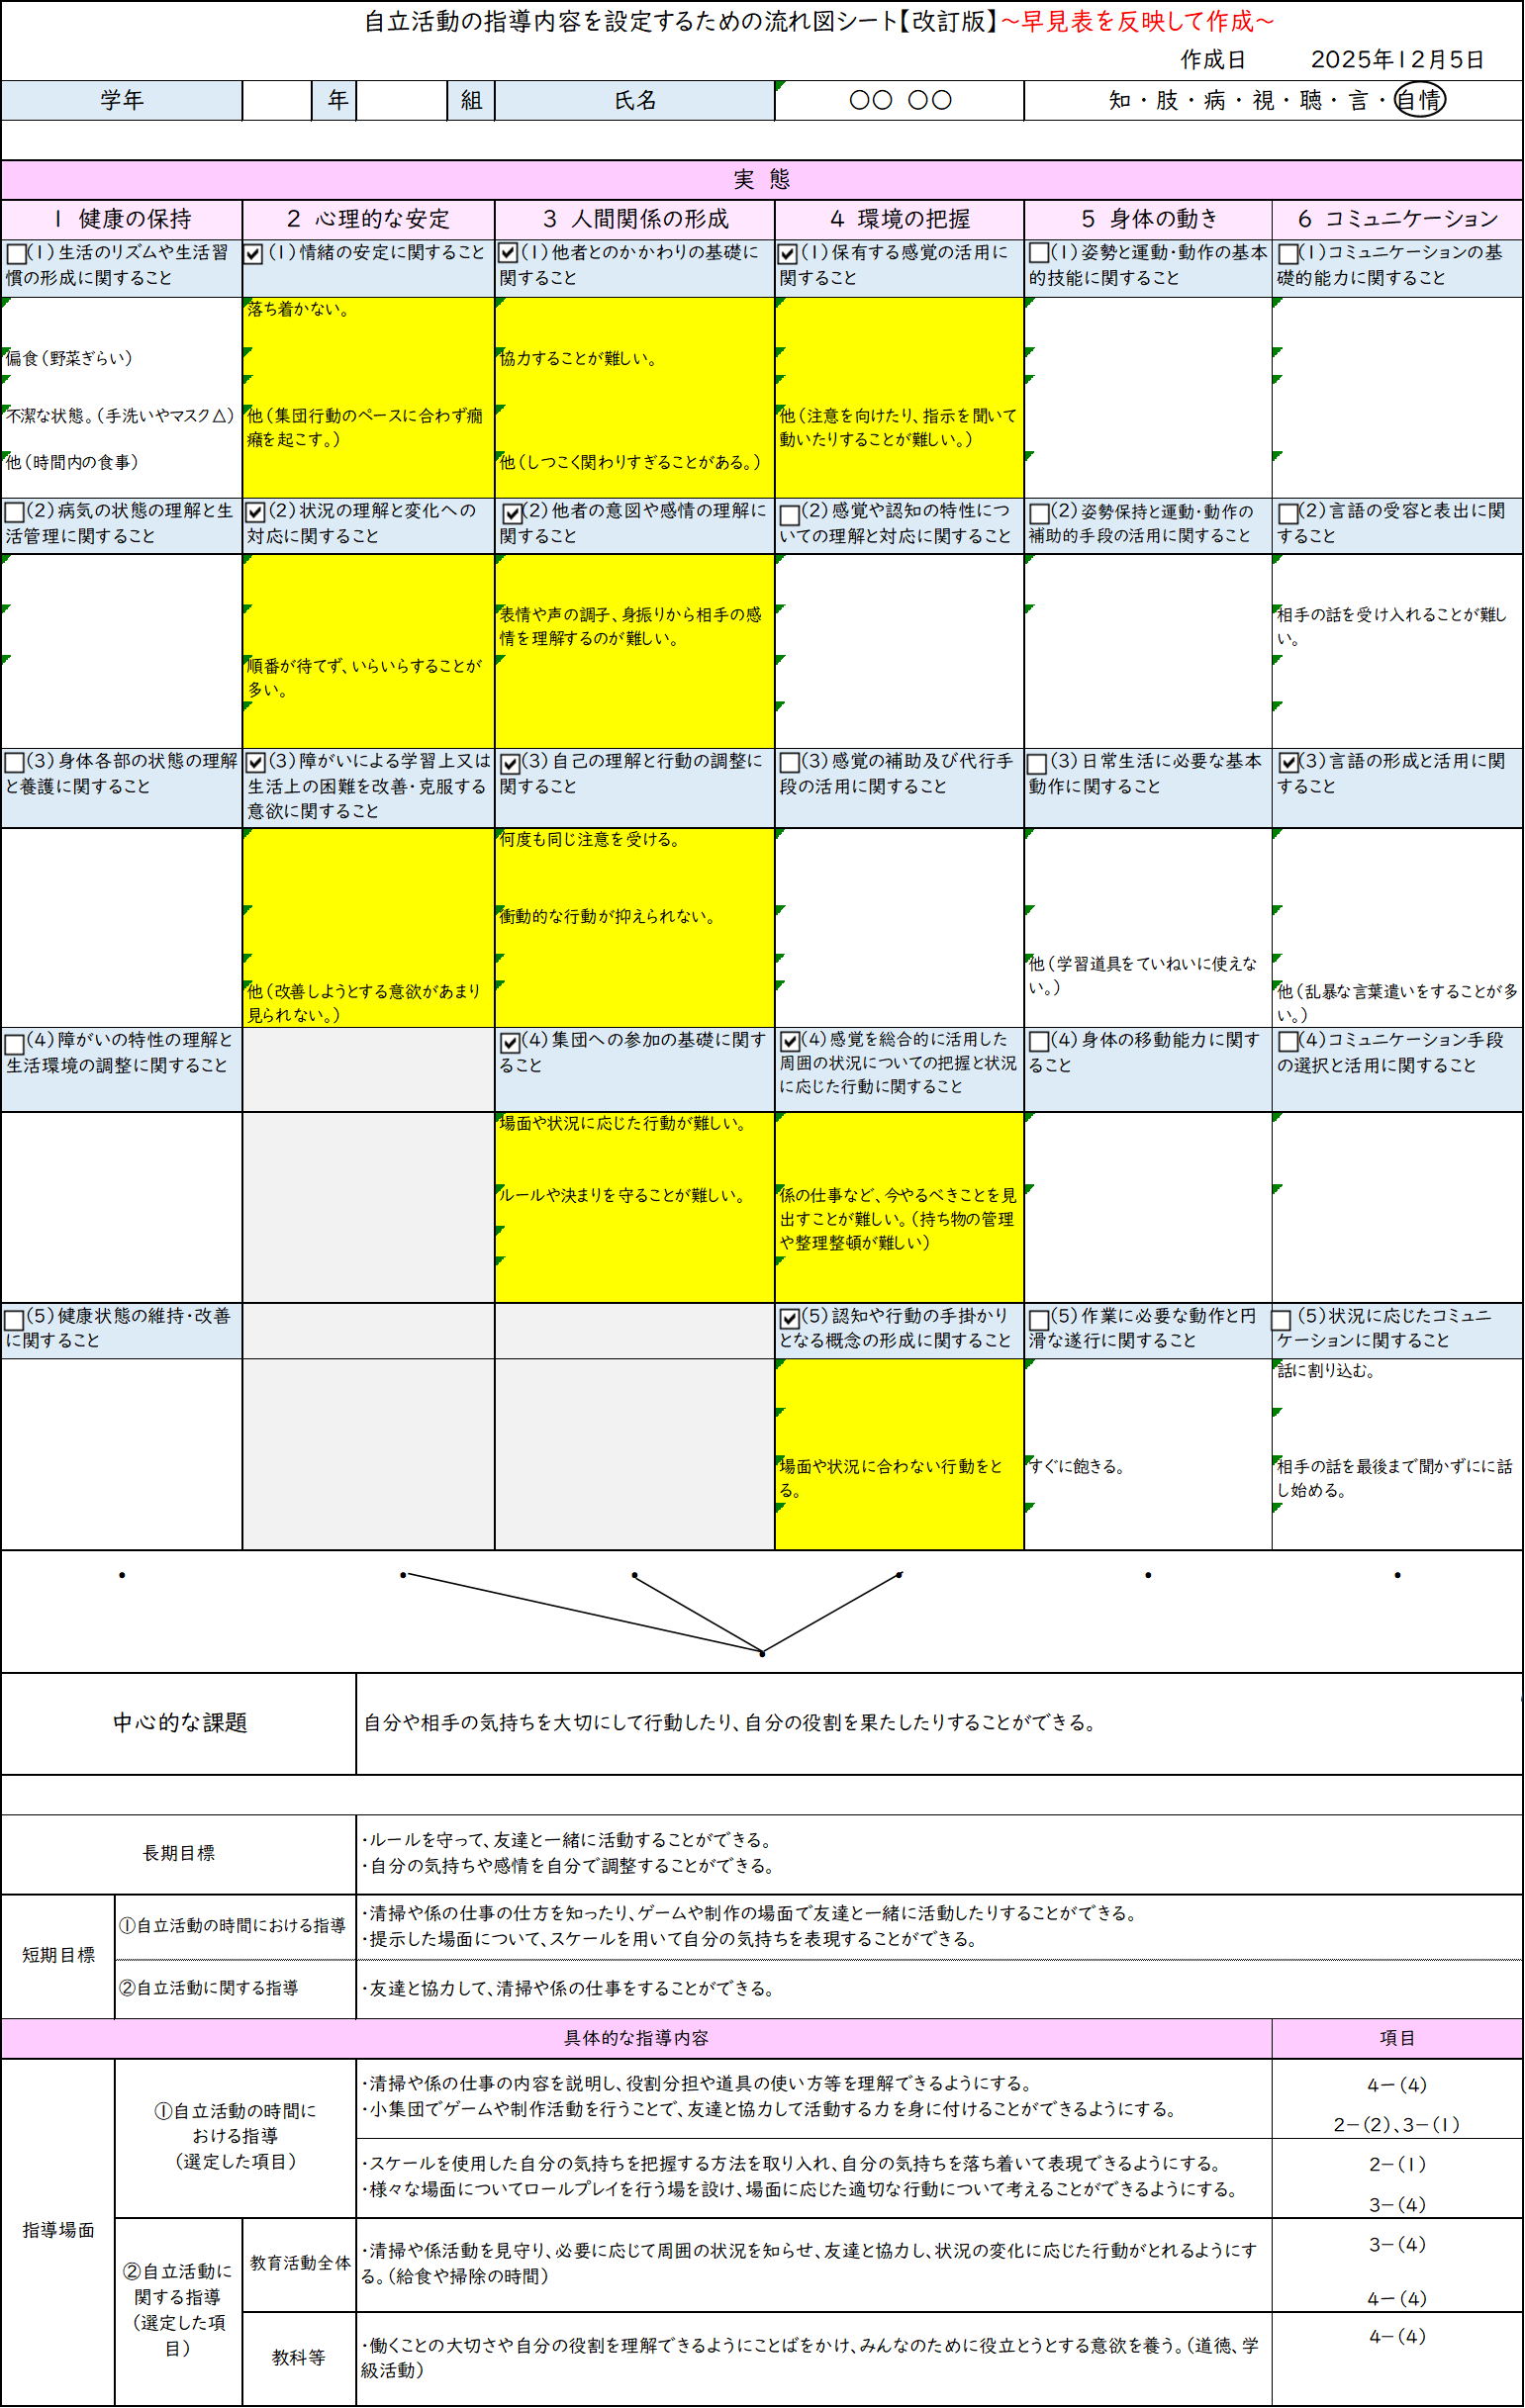 自立活動の指導内容を設定するための流れ図シート【改訂版】～早見表を反映して作成～
作成日 2025年12月5日
学年 年 組 氏名 〇〇 〇〇 知・肢・病・視・聴・言・自情
実 態
1 健康の保持 2 心理的な安定 3 人間関係の形成 4 環境の把握 5 身体の動き 6 コミュニケーション
(1)生活のリズムや生活習
慣の形成に関すること
(1)情緒の安定に関すること
(1)他者とのかかわりの基礎に
関すること
(1)保有する感覚の活用に
関すること
(1)姿勢と運動・動作の基本
的技能に関すること
(1)コミュニケーションの基
礎的能力に関すること
偏食(野菜ぎらい)
不潔な状態。(手洗いやマスク△)
他(時間内の食事)
落ち着かない。
他(集団行動のペースに合わず癇
癪を起こす。)
協力することが難しい。
他(しつこく関わりすぎることがある。)
他(注意を向けたり、指示を聞いて
動いたりすることが難しい。)
(2)病気の状態の理解と生
活管理に関すること
(2)状況の理解と変化への
対応に関すること
(2)他者の意図や感情の理解に
関すること
(2)感覚や認知の特性につ
いての理解と対応に関すること
(2)姿勢保持と運動・動作の
補助的手段の活用に関すること
(2)言語の受容と表出に関
すること
順番が待てず、いらいらすることが
多い。
表情や声の調子、身振りから相手の感
情を理解するのが難しい。
相手の話を受け入れることが難し
い。
(3)身体各部の状態の理解
と養護に関すること
(3)障がいによる学習上又は
生活上の困難を改善・克服する
意欲に関すること
(3)自己の理解と行動の調整に
関すること
(3)感覚の補助及び代行手
段の活用に関すること
(3)日常生活に必要な基本
動作に関すること
(3)言語の形成と活用に関
すること
他(改善しようとする意欲があまり
見られない。)
何度も同じ注意を受ける。
衝動的な行動が抑えられない。
他(学習道具をていねいに使えな
い。)
他(乱暴な言葉遣いをすることが多
い。)
(4)障がいの特性の理解と
生活環境の調整に関すること
(4)集団への参加の基礎に関す
ること
(4)感覚を総合的に活用した
周囲の状況についての把握と状況
に応じた行動に関すること
(4)身体の移動能力に関す
ること
(4)コミュニケーション手段
の選択と活用に関すること
場面や状況に応じた行動が難しい。
ルールや決まりを守ることが難しい。
係の仕事など、今やるべきことを見
出すことが難しい。(持ち物の管理
や整理整頓が難しい)
(5)健康状態の維持・改善
に関すること
(5)認知や行動の手掛かり
となる概念の形成に関すること
(5)作業に必要な動作と円
滑な遂行に関すること
(5)状況に応じたコミュニ
ケーションに関すること
場面や状況に合わない行動をと
る。
すぐに飽きる。
話に割り込む。
相手の話を最後まで聞かずにに話
し始める。
中心的な課題 自分や相手の気持ちを大切にして行動したり、自分の役割を果たしたりすることができる。
長期目標
・ルールを守って、友達と一緒に活動することができる。
・自分の気持ちや感情を自分で調整することができる。
短期目標
①自立活動の時間における指導
・清掃や係の仕事の仕方を知ったり、ゲームや制作の場面で友達と一緒に活動したりすることができる。
・提示した場面について、スケールを用いて自分の気持ちを表現することができる。
②自立活動に関する指導 ・友達と協力して、清掃や係の仕事をすることができる。
具体的な指導内容 項目
指導場面
①自立活動の時間に
おける指導
(選定した項目)
・清掃や係の仕事の内容を説明し、役割分担や道具の使い方等を理解できるようにする。
・小集団でゲームや制作活動を行うことで、友達と協力して活動する力を身に付けることができるようにする。
4－(4)
2－(2)、3－(1)
・スケールを使用した自分の気持ちを把握する方法を取り入れ、自分の気持ちを落ち着いて表現できるようにする。
・様々な場面についてロールプレイを行う場を設け、場面に応じた適切な行動について考えることができるようにする。
2－(1)
3－(4)
②自立活動に
関する指導
(選定した項
目)
教育活動全体
・清掃や係活動を見守り、必要に応じて周囲の状況を知らせ、友達と協力し、状況の変化に応じた行動がとれるようにす
る。(給食や掃除の時間)
3－(4)
4－(4)
教科等
・働くことの大切さや自分の役割を理解できるようにことばをかけ、みんなのために役立とうとする意欲を養う。(道徳、学
級活動)
4－(4)